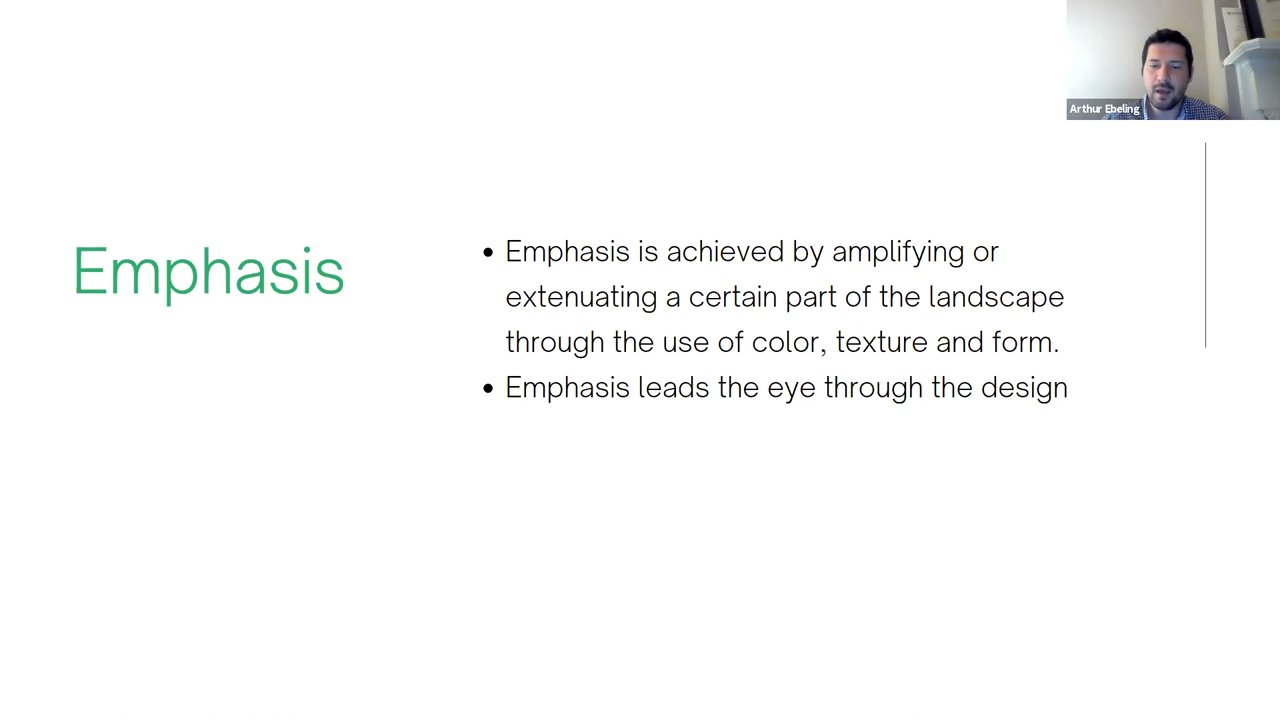 Arthur Ebeling
Emphasis
• Emphasis is achieved by amplifying or
extenuating a certain part of the landscape
through the use of color, texture and form.
• Emphasis leads the eye through the design